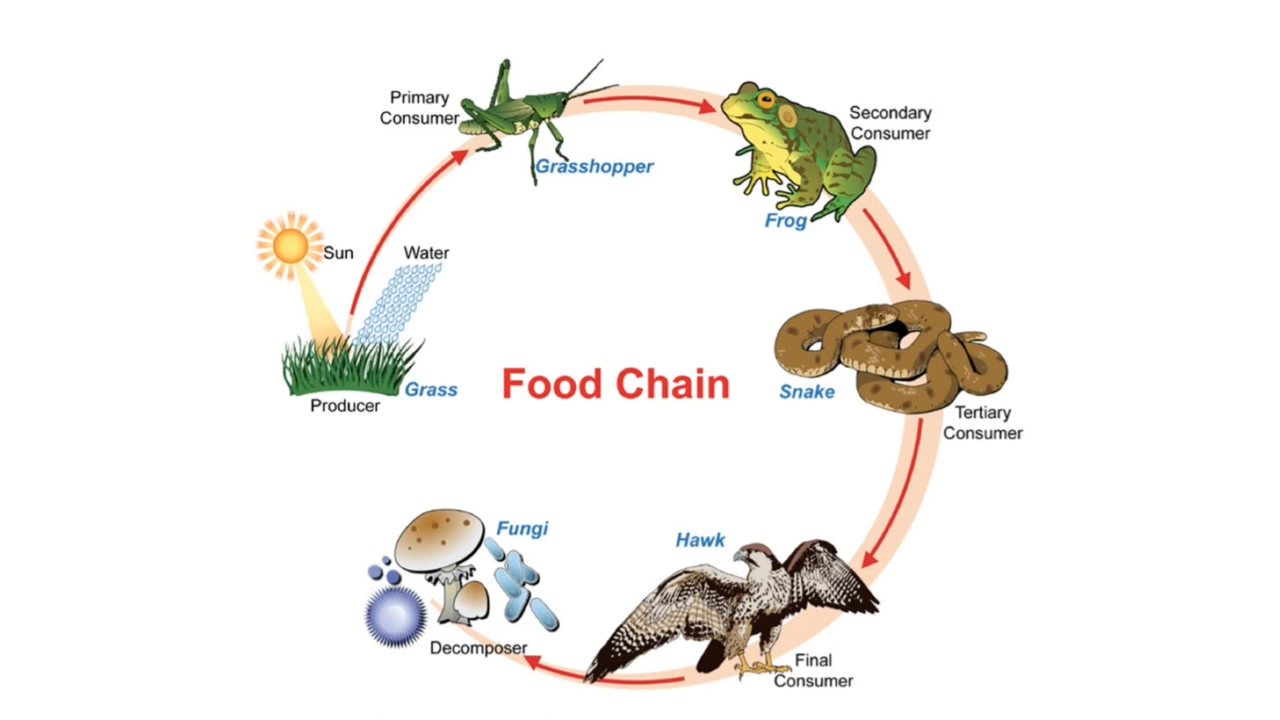 Primary
Consumer
Grasshopper
Secondary
Consumer
Frog
Sun
Water
Grass
Producer
Food Chain
Snake
Tertiary
Consumer
Fungi
Hawk
Decomposer
Final
Consumer